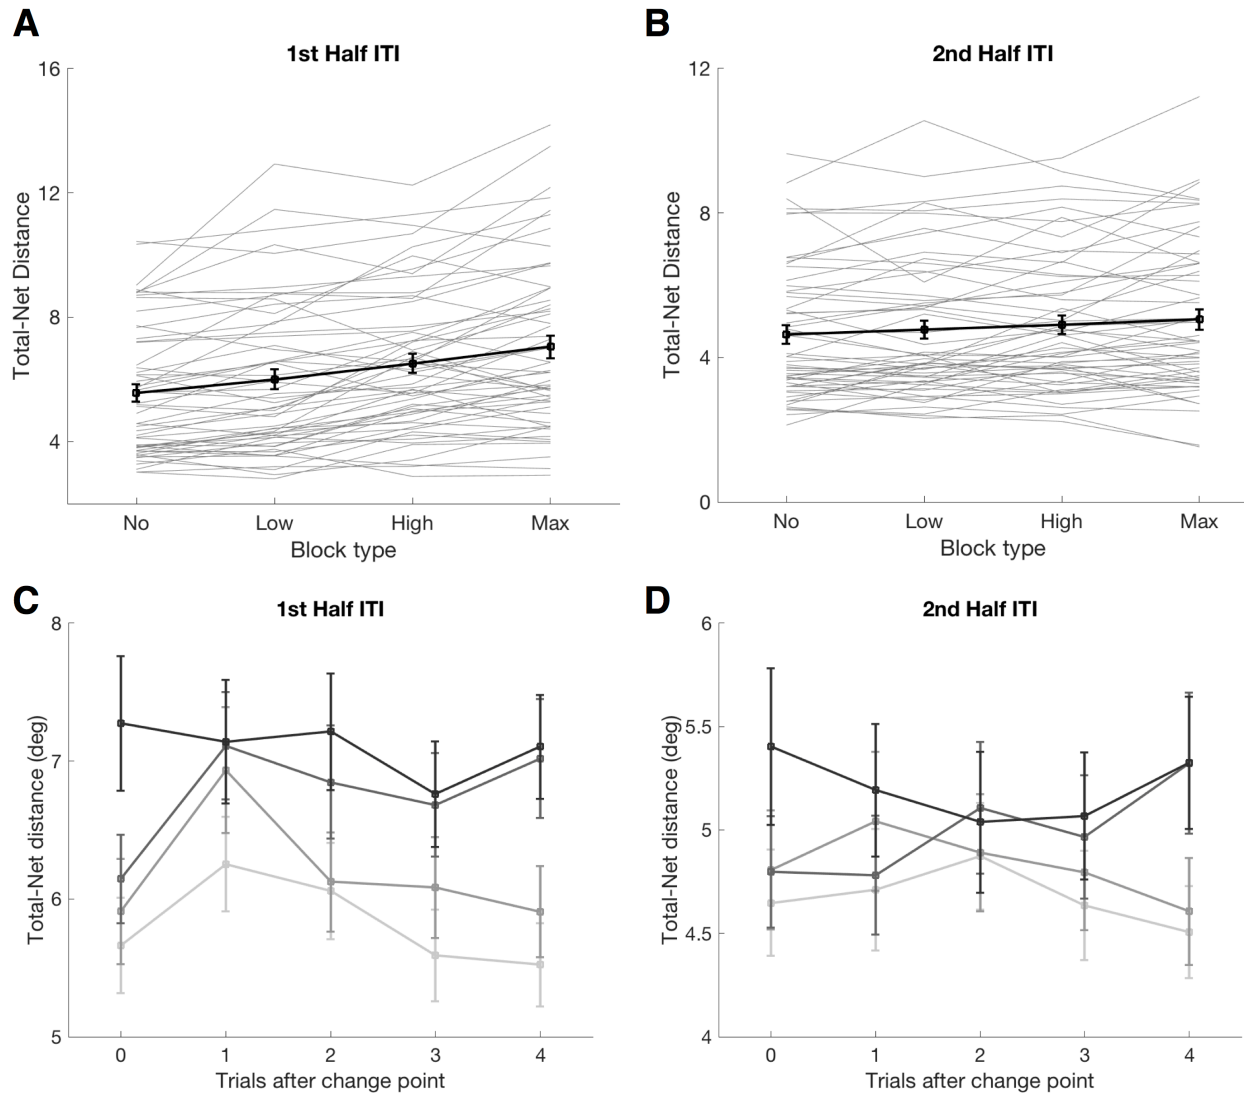 A
1st Half ITI
Total-Net Distance
16
12
8
4
No Low High Max
Block type
B
2nd Half ITI
Total-Net Distance
12
8
4
0
No Low High Max
Block type
C
1st Half ITI
Total-Net distance (deg)
8
7
6
5
0 1 2 3 4
Trials after change point
D
2nd Half ITI
Total-Net distance (deg)
6
5.5
5
4.5
4
0 1 2 3 4
Trials after change point